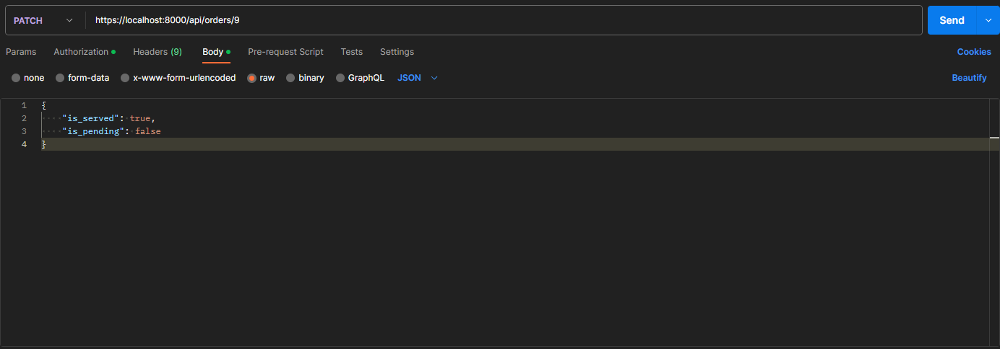 PATCH https://localhost:8000/api/orders/9 Send
Params Authorization Headers (9) Body Pre-request Script Tests Settings Cookies
none form-data x-www-form-urlencoded raw binary GraphQL JSON Beautify
1 {
2 "is_served": true,
3 "is_pending": false
4 }